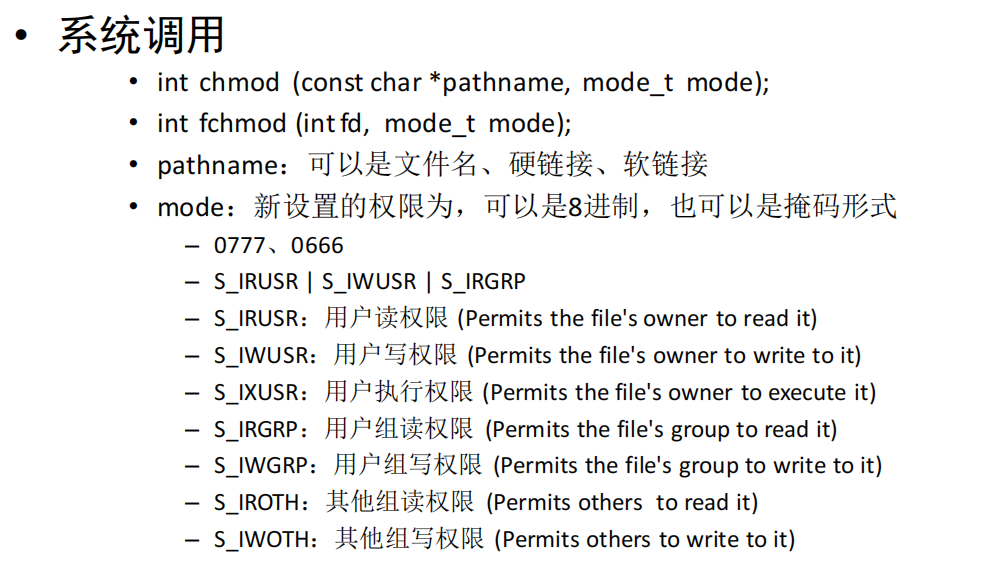 • 系统调用
• int chmod (const char *pathname, mode_t mode);
• int fchmod (int fd, mode_t mode);
• pathname：可以是文件名、硬链接、软链接
• mode：新设置的权限为，可以是8进制，也可以是掩码形式
– 0777、0666
– S_IRUSR | S_IWUSR | S_IRGRP
– S_IRUSR：用户读权限 (Permits the file's owner to read it)
– S_IWUSR：用户写权限 (Permits the file's owner to write to it)
– S_IXUSR：用户执行权限 (Permits the file's owner to execute it)
– S_IRGRP：用户组读权限 (Permits the file's group to read it)
– S_IWGRP：用户组写权限 (Permits the file's group to write to it)
– S_IROTH：其他组读权限 (Permits others to read it)
– S_IWOTH：其他组写权限 (Permits others to write to it)